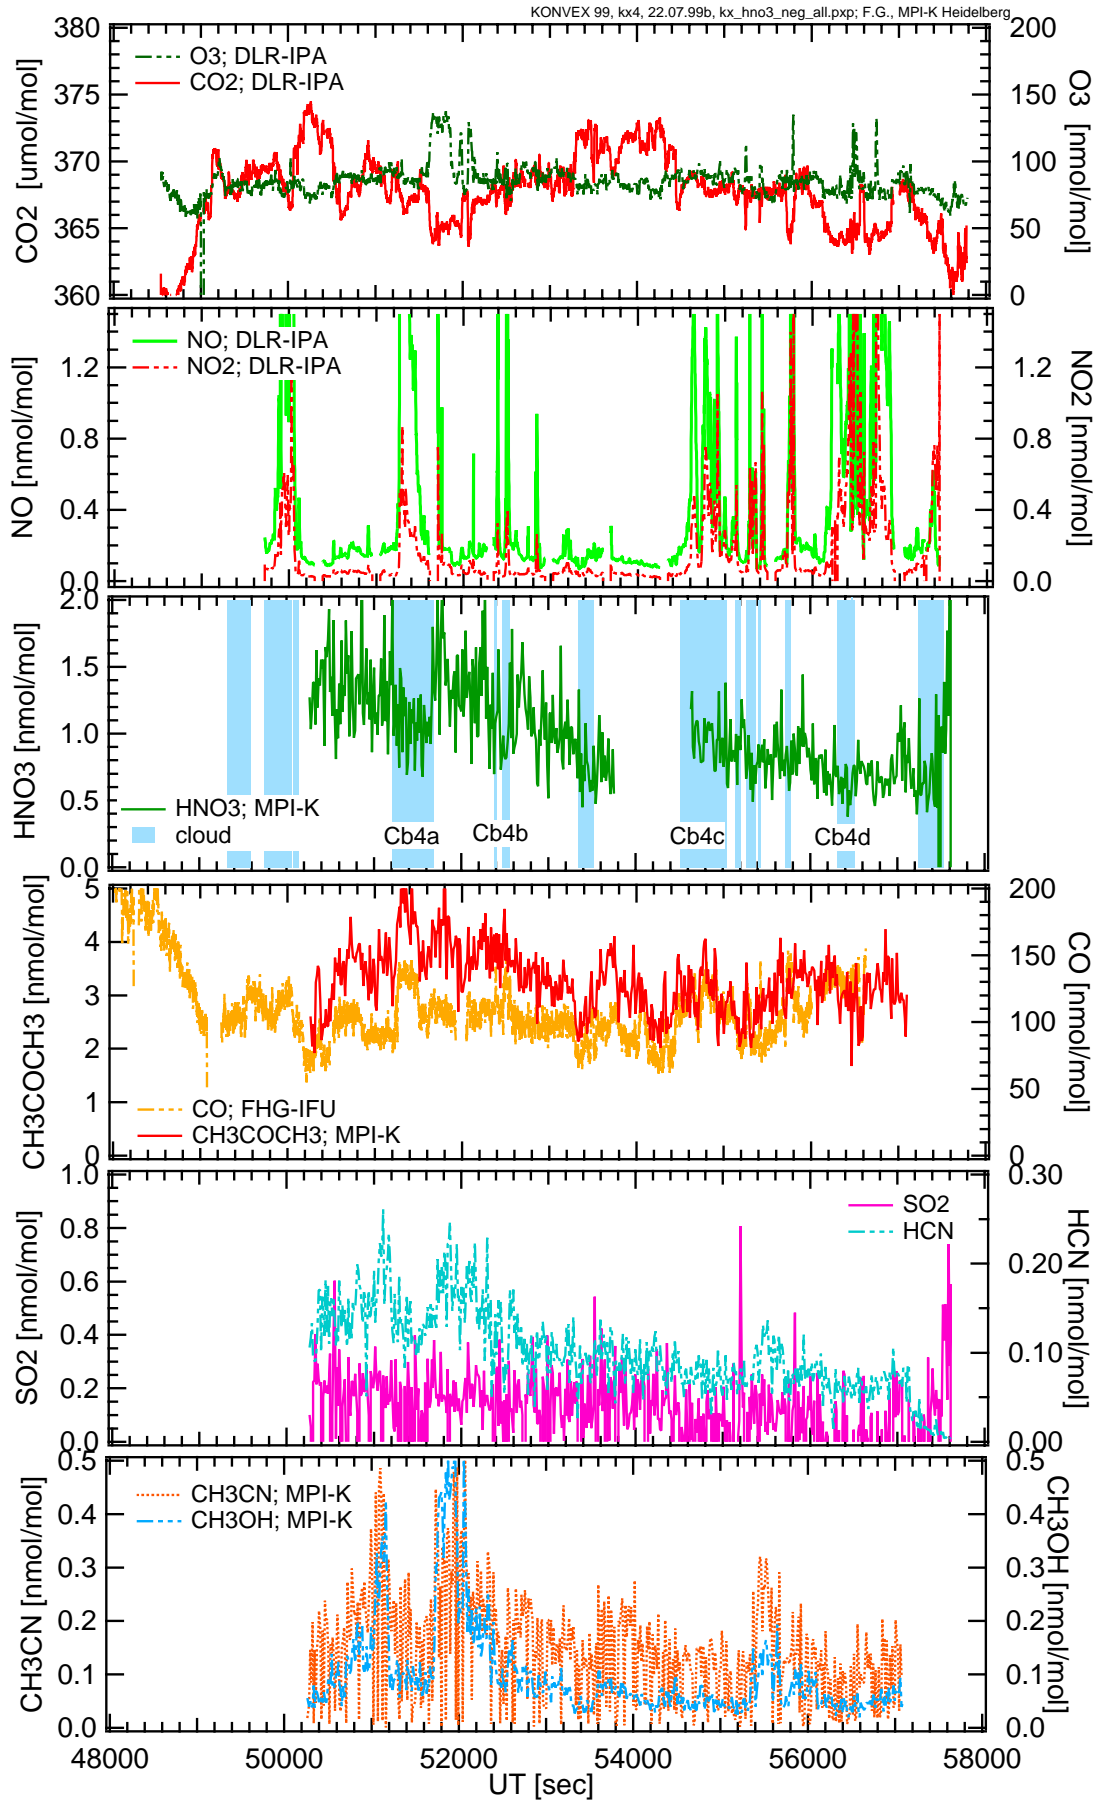 KONVEX 99, kx4, 22.07.99b, kx_hno3_neg_all.pxp; F.G., MPI-K Heidelberg
380
375
370
365
360
CO2 [umol/mol]
O3; DLR-IPA
CO2; DLR-IPA
200
150
100
50
0
O3 [nmol/mol]
1.2
0.8
0.4
0.0
NO [nmol/mol]
NO; DLR-IPA
NO2; DLR-IPA
1.2
0.8
0.4
0.0
NO2 [nmol/mol]
2.0
1.5
1.0
0.5
0.0
HNO3 [nmol/mol]
HNO3; MPI-K
cloud
Cb4a
Cb4b
Cb4c
Cb4d
5
4
3
2
1
0
CH3COCH3 [nmol/mol]
CO; FHG-IFU
CH3COCH3; MPI-K
200
150
100
50
0
CO [nmol/mol]
1.0
0.8
0.6
0.4
0.2
0.0
SO2 [nmol/mol]
SO2
HCN
0.30
0.20
0.10
0.00
HCN [nmol/mol]
0.5
0.4
0.3
0.2
0.1
0.0
CH3CN [nmol/mol]
CH3CN; MPI-K
CH3OH; MPI-K
0.5
0.4
0.3
0.2
0.1
0.0
CH3OH [nmol/mol]
48000
50000
52000
54000
56000
58000
UT [sec]